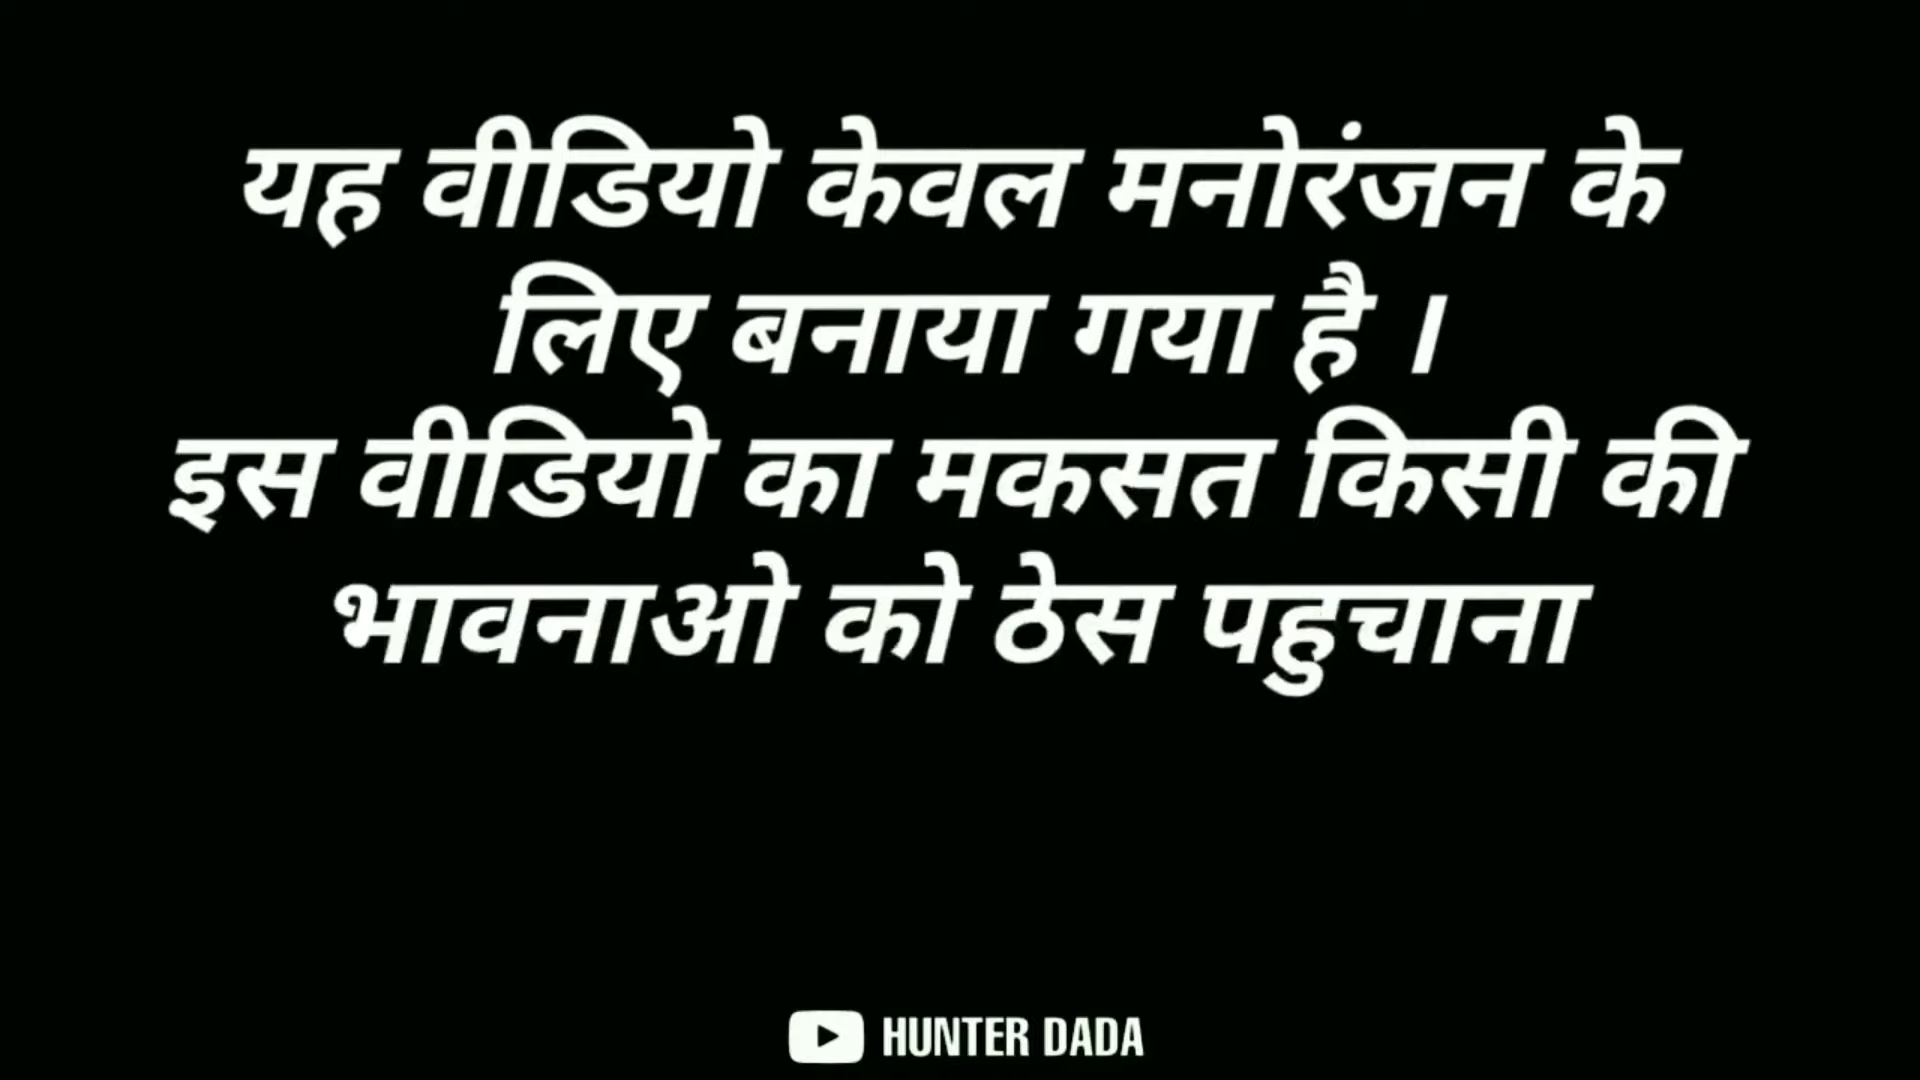 यह वीडियो केवल मनोरंजन के
लिए बनाया गया है ।
इस वीडियो का मकसत किसी की
भावनाओ को ठेस पहुचाना
HUNTER DADA